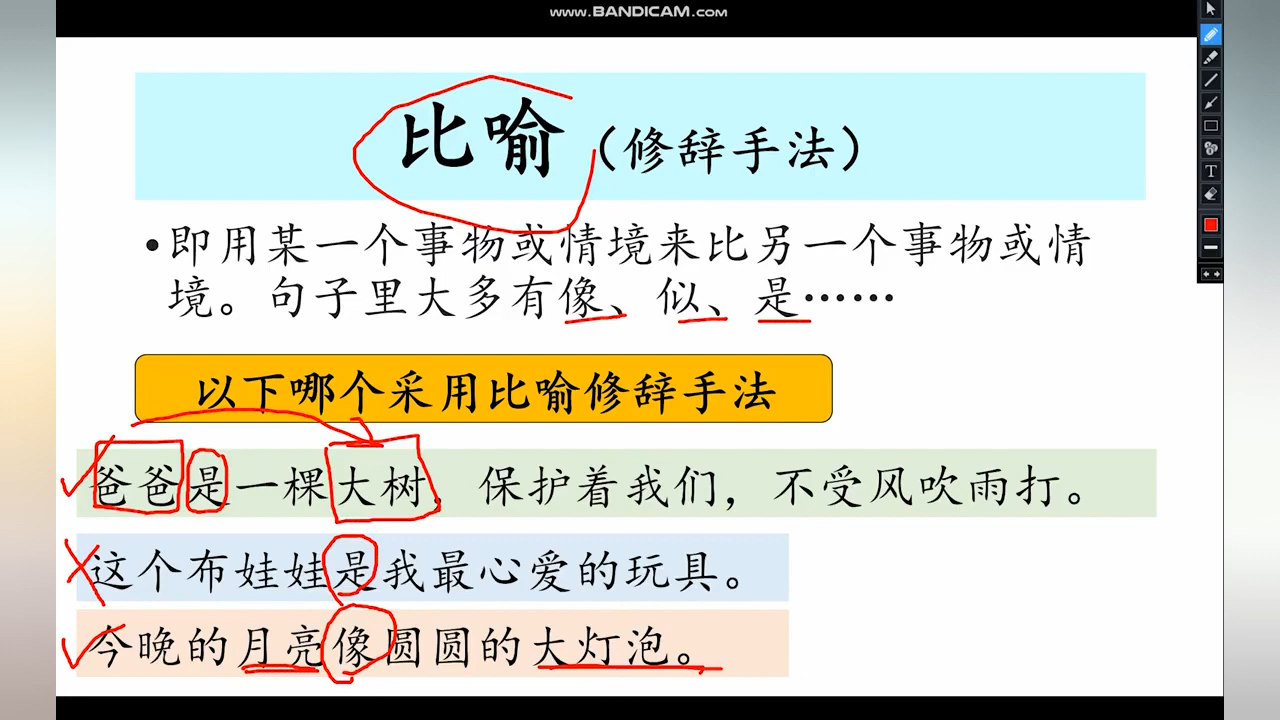 www.BANDICAM.com
比喻（修辞手法）
•即用某一个事物或情境来比另一个事物或情
境。句子里大多有像、似、是……
以下哪个采用比喻修辞手法
爸爸是一棵大树，保护着我们，不受风吹雨打。
这个布娃娃是我最心爱的玩具。
今晚的月亮像圆圆的大灯泡。